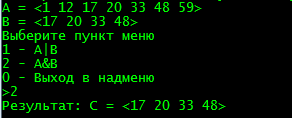 A = <1 12 17 20 33 48 59>
B = <17 20 33 48>
Выберите пункт меню
1 - A|B
2 - A&B
0 - Выход в надменю
>2
Результат: C = <17 20 33 48>